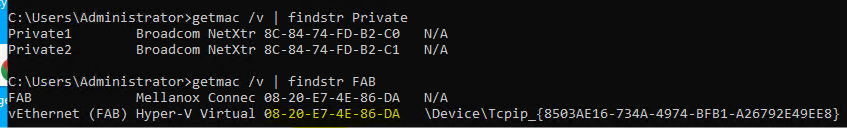 C:\Users\Administrator>getmac /v | findstr Private
Private1        Broadcom NetXtr 8C-84-74-FD-B2-C0   N/A
Private2        Broadcom NetXtr 8C-84-74-FD-B2-C1   N/A
C:\Users\Administrator>getmac /v | findstr FAB
FAB             Mellanox Connec 08-20-E7-4E-86-DA   N/A
vEthernet (FAB) Hyper-V Virtual 08-20-E7-4E-86-DA   \Device\Tcpip_{8503AE16-734A-4974-BFB1-A26792E49EE8}